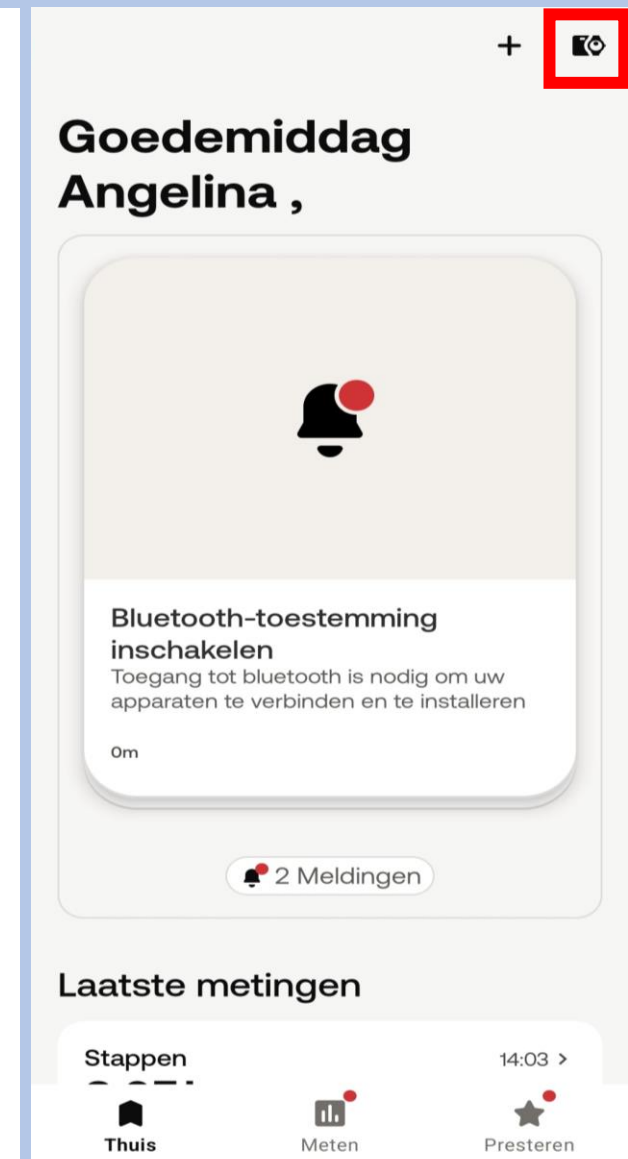 Goedemiddag
Angelina ,
Bluetooth-toestemming
inschakelen
Toegang tot bluetooth is nodig om uw
apparaten te verbinden en te installeren
0m
2 Meldingen
Laatste metingen
Stappen 14:03 >
Thuis Meten Presteren